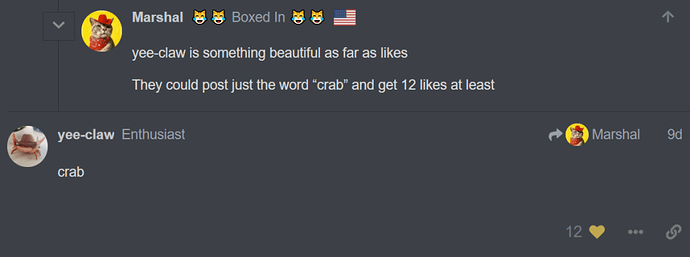 Marshal 😹 😹 Boxed In 😹 😹 🇺🇸
yee-claw is something beautiful as far as likes
They could post just the word “crab” and get 12 likes at least
yee-claw Enthusiast Marshal 9d
crab
12